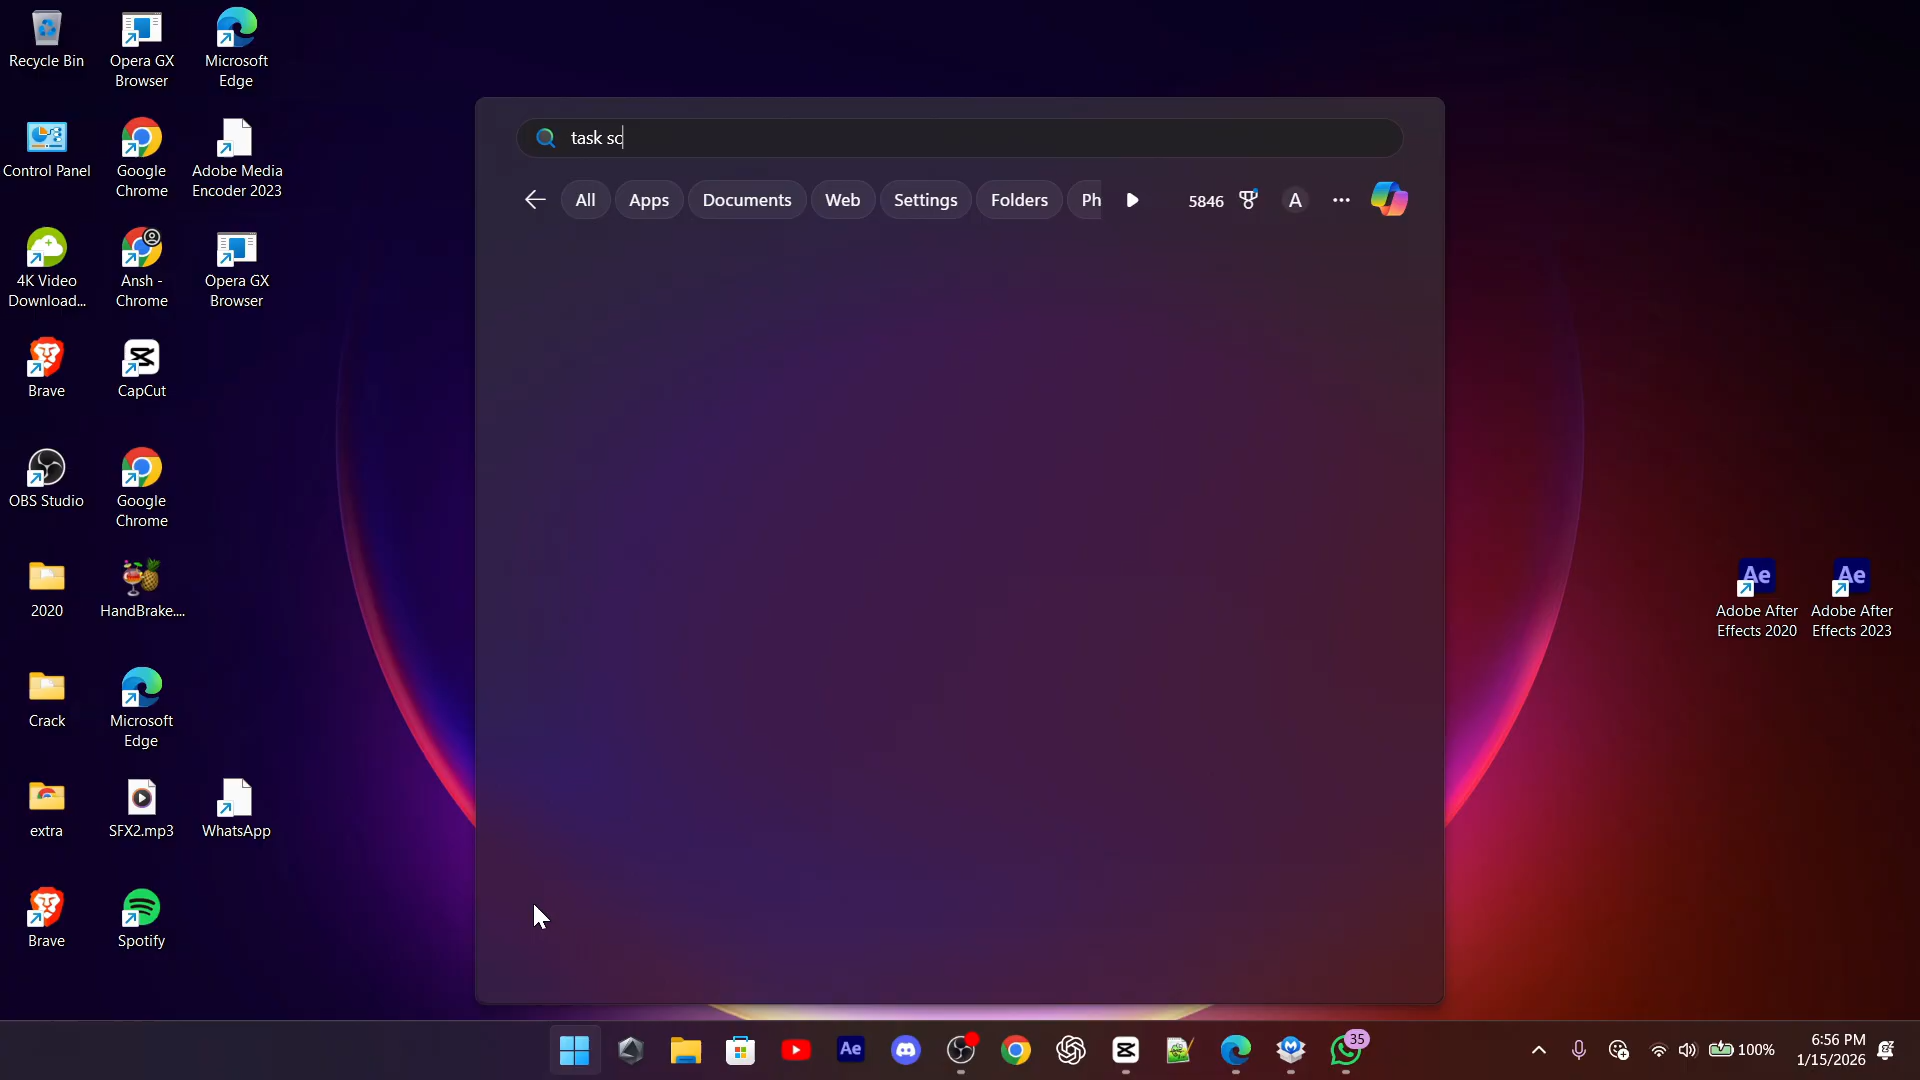 Recycle Bin
Opera GX
Browser
Microsoft
Edge
Control Panel
Google
Chrome
Adobe Media
Encoder 2023
4K Video
Download...
Ansh -
Chrome
Opera GX
Browser
Brave
CapCut
OBS Studio
Google
Chrome
2020
HandBrake....
Crack
Microsoft
Edge
extra
SFX2.mp3
WhatsApp
Brave
Spotify
task sc
All
Apps
Documents
Web
Settings
Folders
Ph
5846
A
Ae
Adobe After
Effects 2020
Ae
Adobe After
Effects 2023
Ae
35
100%
6:56 PM
1/15/2026